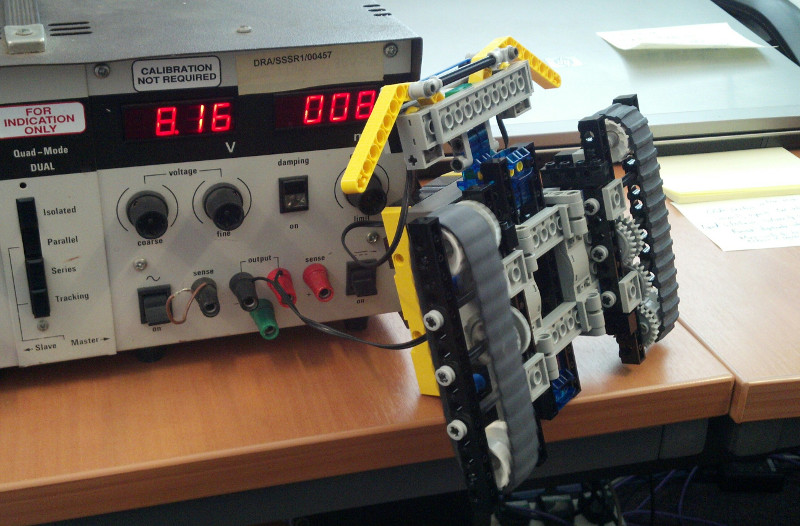 CALIBRATION
NOT REQUIRED
DRA/SSSR1/00457
FOR
INDICATION
ONLY
8.16
008
V
Quad-Mode
DUAL
voltage
damping
Isolated
Parallel
Series
Tracking
coarse
fine
on
limit
sense
output
sense
on
on
Slave Master